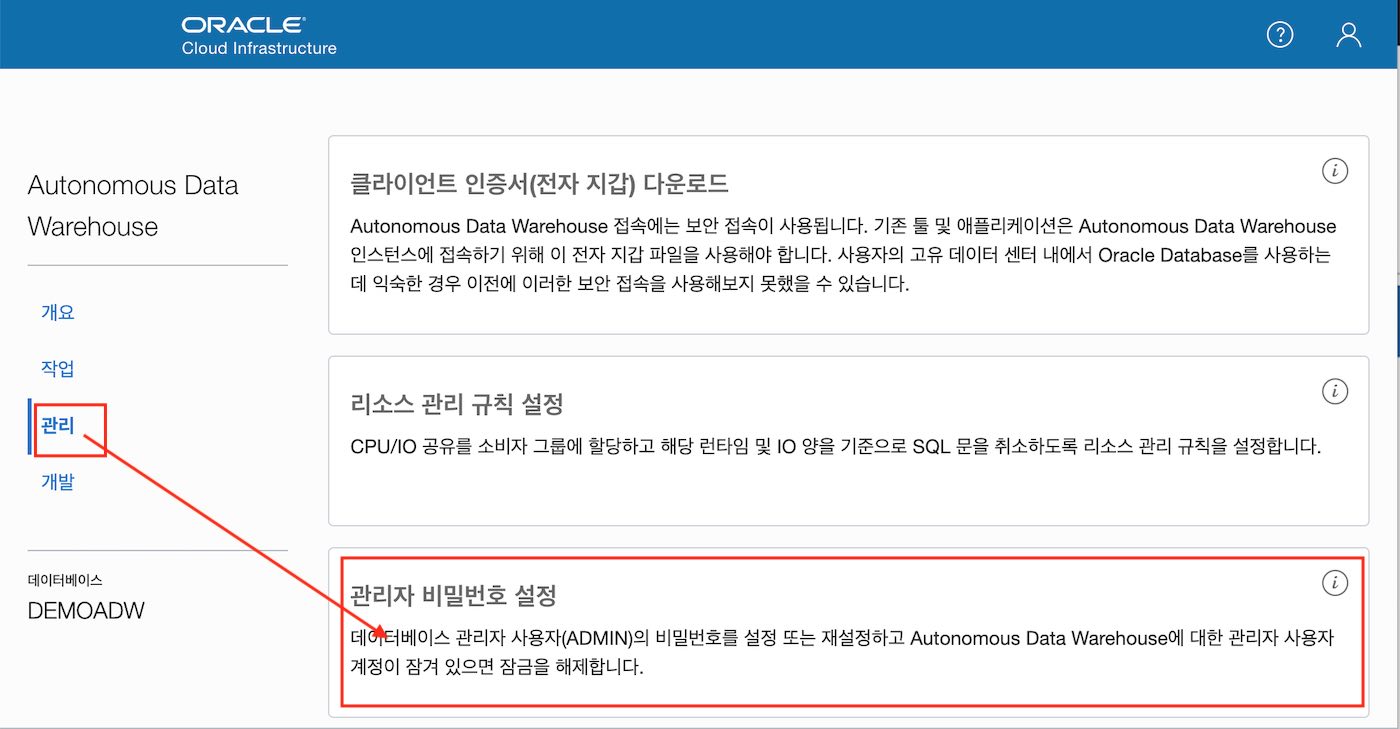 ORACLE
Cloud Infrastructure
Autonomous Data
Warehouse
개요
작업
관리
개발
데이터베이스
DEMOADW
클라이언트 인증서(전자 지갑) 다운로드
Autonomous Data Warehouse 접속에는 보안 접속이 사용됩니다. 기존 툴 및 애플리케이션은 Autonomous Data Warehouse
인스턴스에 접속하기 위해 이 전자 지갑 파일을 사용해야 합니다. 사용자의 고유 데이터 센터 내에서 Oracle Database를 사용하는
데 익숙한 경우 이전에 이러한 보안 접속을 사용해보지 못했을 수 있습니다.
리소스 관리 규칙 설정
CPU/IO 공유를 소비자 그룹에 할당하고 해당 런타임 및 IO 양을 기준으로 SQL 문을 취소하도록 리소스 관리 규칙을 설정합니다.
관리자 비밀번호 설정
데이터베이스 관리자 사용자(ADMIN)의 비밀번호를 설정 또는 재설정하고 Autonomous Data Warehouse에 대한 관리자 사용자
계정이 잠겨 있으면 잠금을 해제합니다.